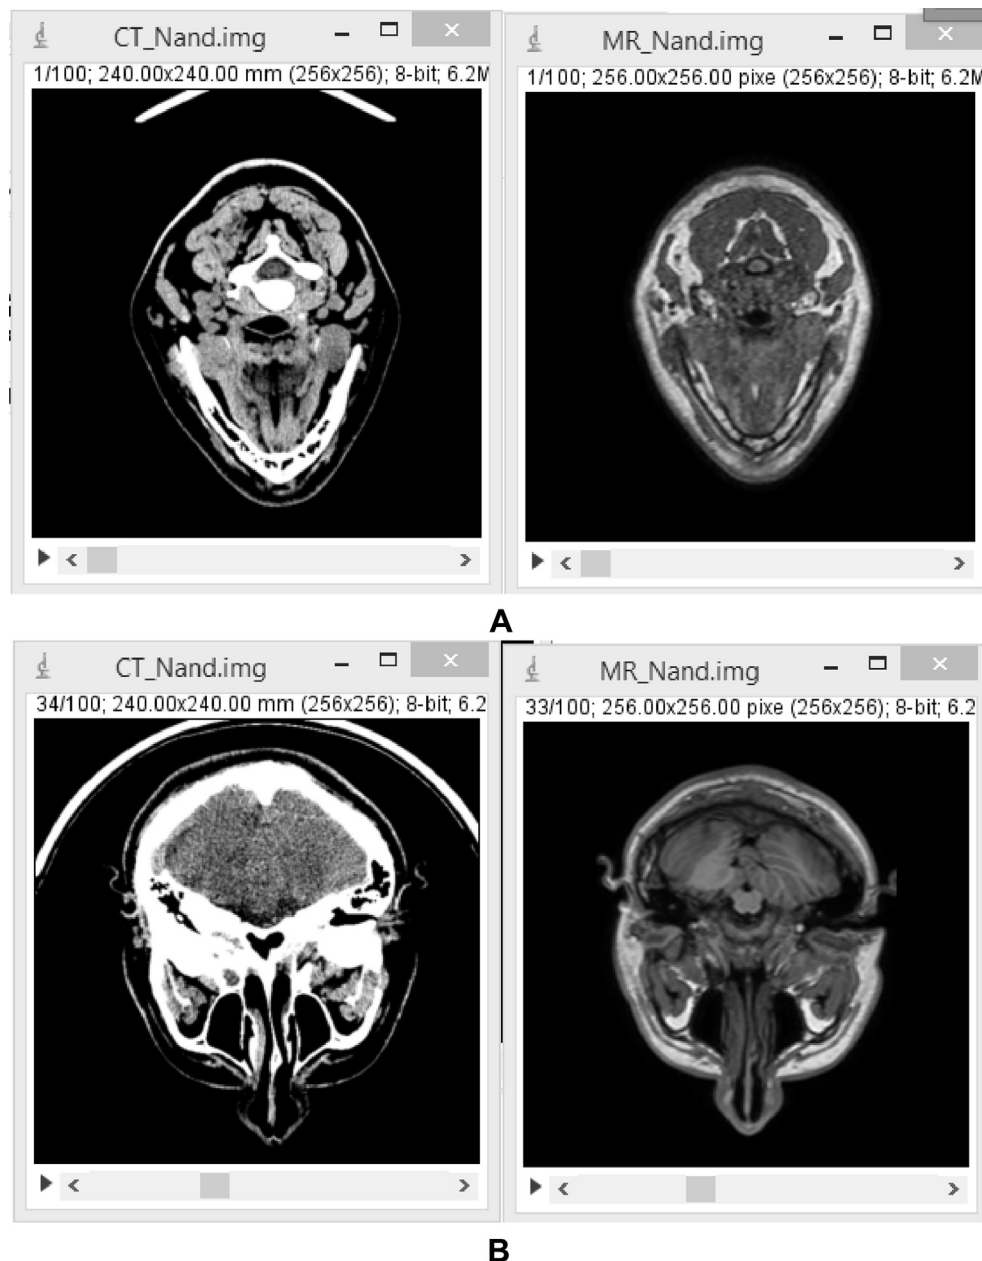 CT_Nand.img
1/100; 240.00x240.00 mm (256x256); 8-bit; 6.2M
MR_Nand.img
1/100; 256.00x256.00 pixe (256x256); 8-bit; 6.2M
A
CT_Nand.img
34/100; 240.00x240.00 mm (256x256); 8-bit; 6.2
MR_Nand.img
33/100; 256.00x256.00 pixe (256x256); 8-bit; 6.2
B